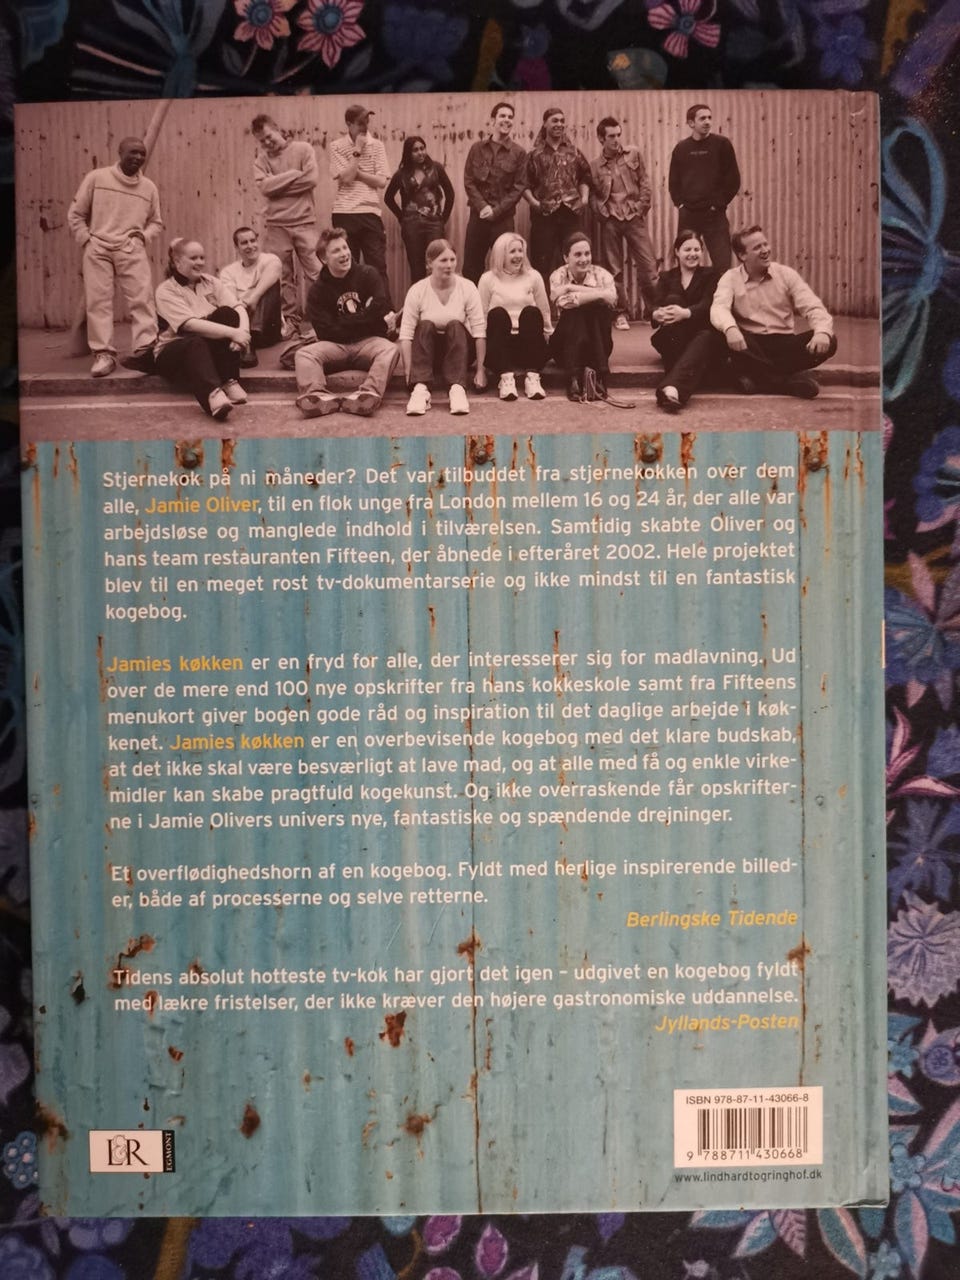 Stjernekok på ni måneder? Det var tilbuddet fra stjernekokken over dem
alle, Jamie Oliver, til en flok unge fra London mellem 16 og 24 år, der alle var
arbejdsløse og manglede indhold i tilværelsen. Samtidig skabte Oliver og
hans team restauranten Fifteen, der åbnede i efteråret 2002. Hele projektet
blev til en meget rost tv-dokumentarserie og ikke mindst til en fantastisk
kogebog.
Jamies køkken er en fryd for alle, der interesserer sig for madlavning. Ud
over de mere end 100 nye opskrifter fra hans kokkeskole samt fra Fifteens
menukort giver bogen gode råd og inspiration til det daglige arbejde i køk-
kenet. Jamies køkken er en overbevisende kogebog med det klare budskab,
at det ikke skal være besværligt at lave mad, og at alle med få og enkle virke-
midler kan skabe pragtfuld kogekunst. Og ikke overraskende får opskrifter-
ne i Jamie Olivers univers nye, fantastiske og spændende drejninger.
Et overflødighedshorn af en kogebog. Fyldt med herlige inspirerende billed-
er, både af processerne og selve retterne.
Berlingske Tidende
Tidens absolut hotteste tv-kok har gjort det igen – udgivet en kogebog fyldt
med lækre fristelser, der ikke kræver den højere gastronomiske uddannelse.
Jyllands-Posten
ISBN 978-87-11-43066-8
9 788711 430668
www.lindhardtogringhof.dk
L&R
EGMONT